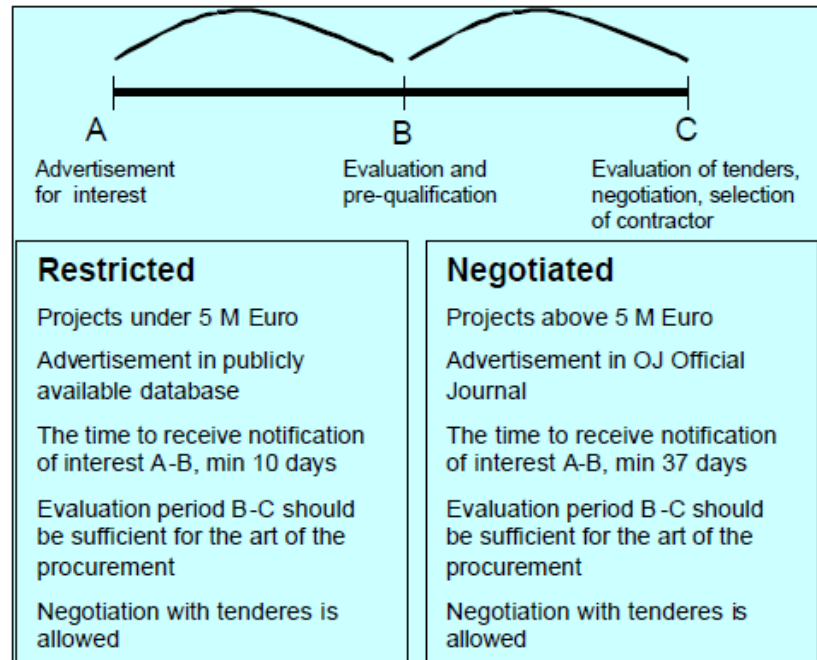 A
B
C
Advertisement
for interest
Evaluation and
pre-qualification
Evaluation of tenders,
negotiation, selection
of contractor
Restricted
Projects under 5 M Euro
Advertisement in publicly
available database
The time to receive notification
of interest A-B, min 10 days
Evaluation period B-C should
be sufficient for the art of the
procurement
Negotiation with tenderes is
allowed
Negotiated
Projects above 5 M Euro
Advertisement in OJ Official
Journal
The time to receive notification
of interest A-B, min 37 days
Evaluation period B-C should
be sufficient for the art of the
procurement
Negotiation with tenderes is
allowed